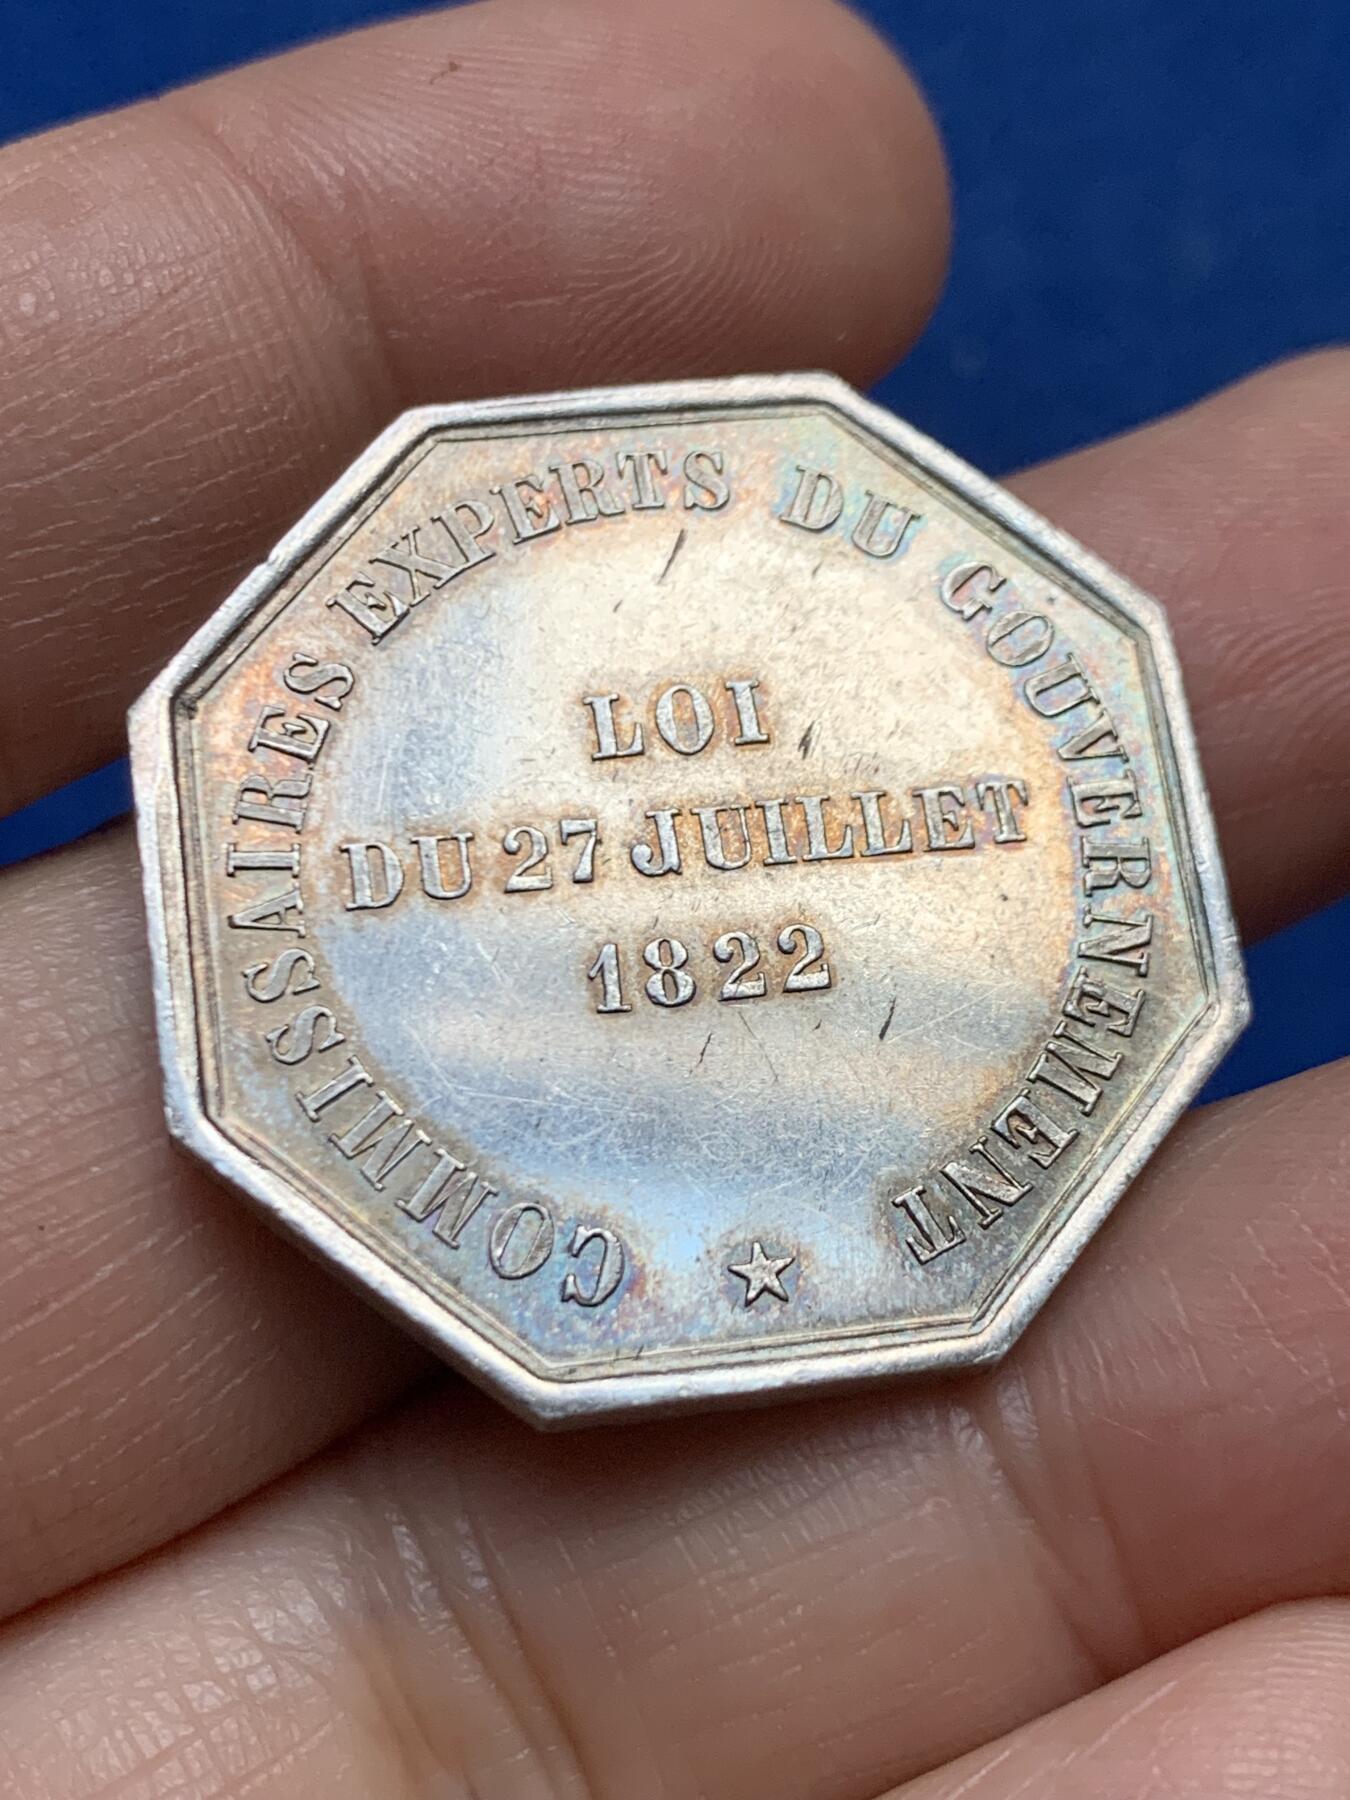 COMMISSAIRES EXPERTS DU GOUVERNEMENT
LOI
DU 27 JUILLET
1822